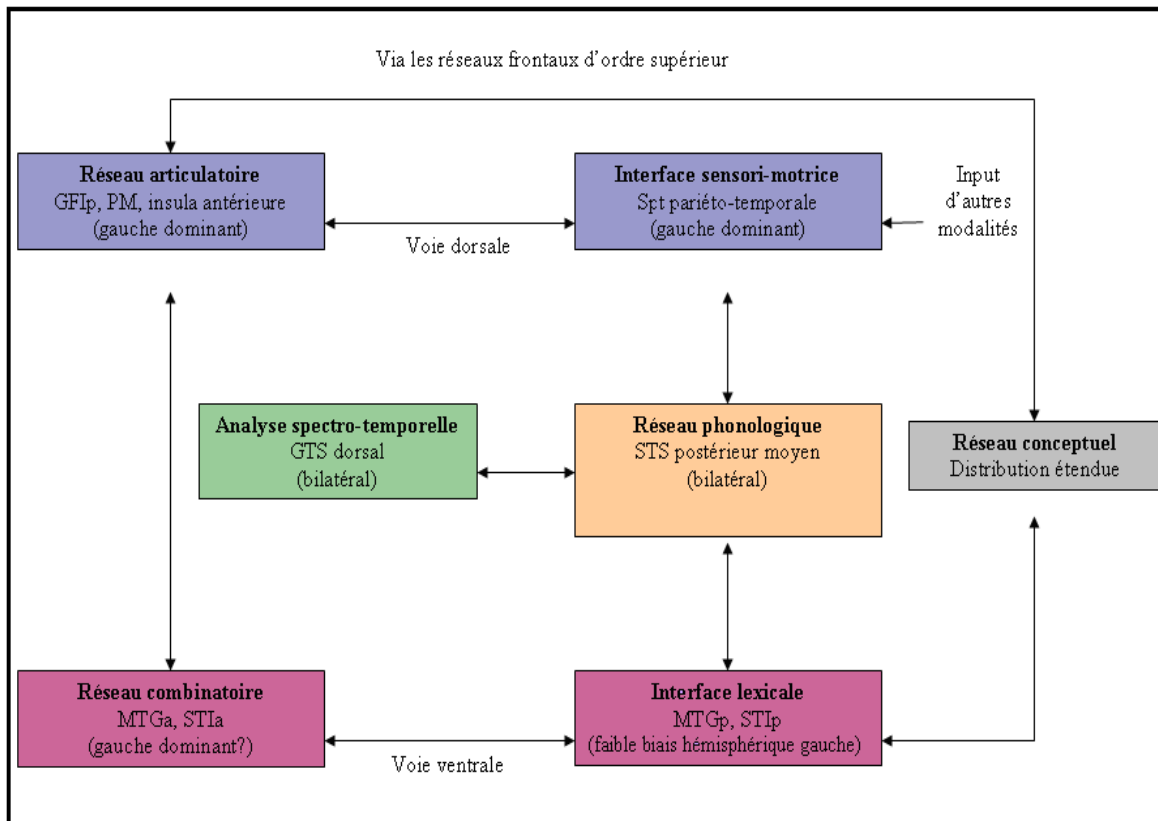 Via les réseaux frontaux d'ordre supérieur
Réseau articulatoire
GFIp, PM, insula antérieure
(gauche dominant)
Voie dorsale
Interface sensori-motrice
Spt pariéto-temporale
(gauche dominant)
Input
d'autres
modalités
Analyse spectro-temporelle
GTS dorsal
(bilatéral)
Réseau phonologique
STS postérieur moyen
(bilatéral)
Réseau conceptuel
Distribution étendue
Réseau combinatoire
MTGa, STIa
(gauche dominant?)
Voie ventrale
Interface lexicale
MTGp, STIp
(faible biais hémisphérique gauche)